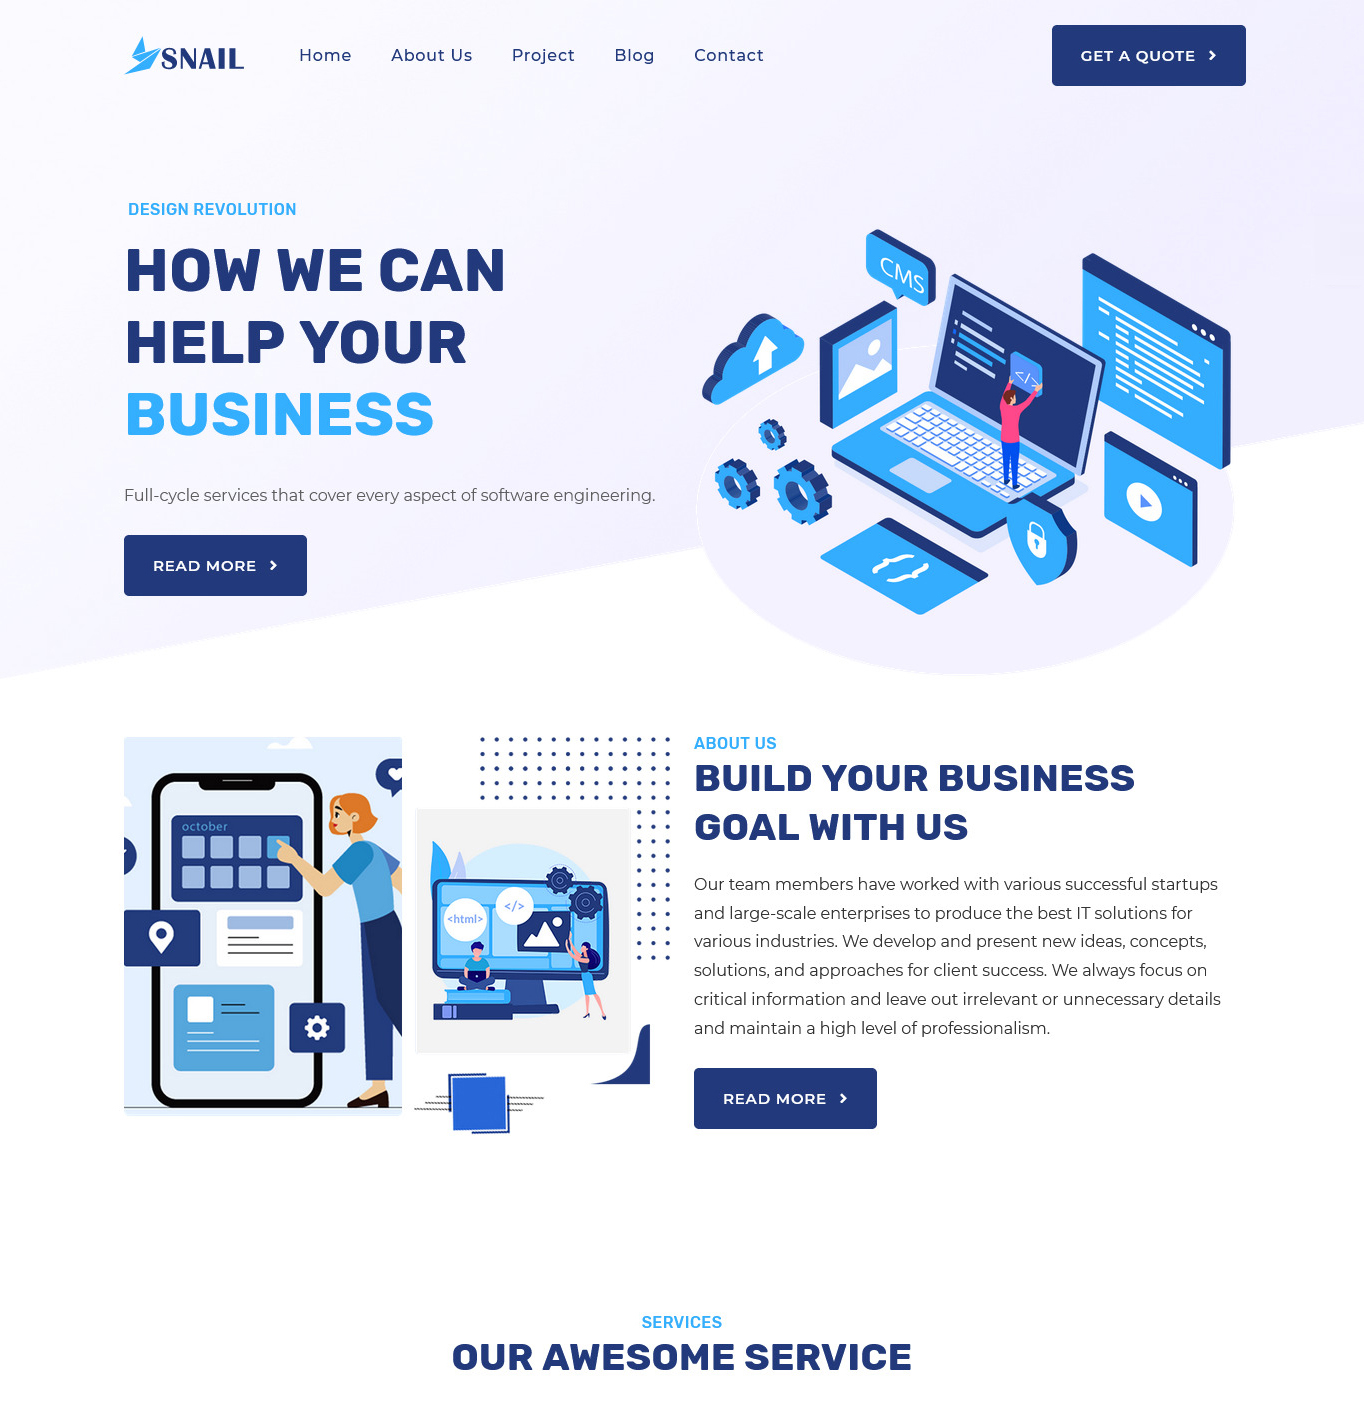 SNAIL
Home About Us Project Blog Contact
GET A QUOTE
DESIGN REVOLUTION
HOW WE CAN
HELP YOUR
BUSINESS
Full-cycle services that cover every aspect of software engineering.
READ MORE
CMS
</>
{}
october
<html>
</>
ABOUT US
BUILD YOUR BUSINESS
GOAL WITH US
Our team members have worked with various successful startups
and large-scale enterprises to produce the best IT solutions for
various industries. We develop and present new ideas, concepts,
solutions, and approaches for client success. We always focus on
critical information and leave out irrelevant or unnecessary details
and maintain a high level of professionalism.
READ MORE
SERVICES
OUR AWESOME SERVICE